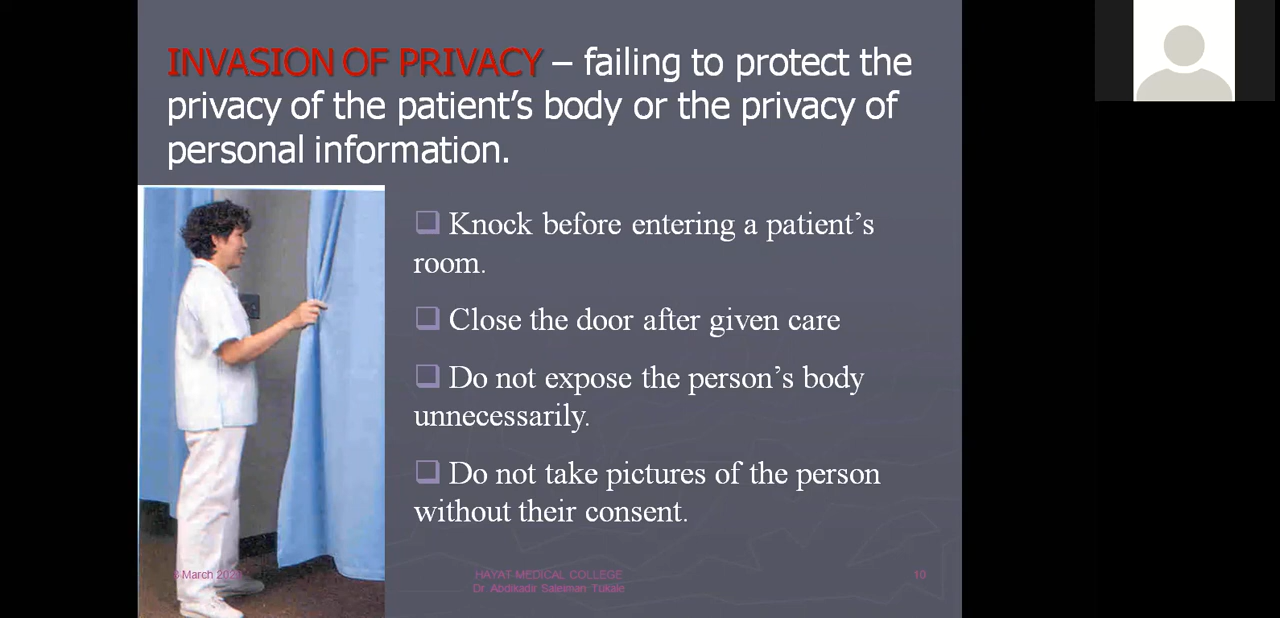 INVASION OF PRIVACY – failing to protect the
privacy of the patient’s body or the privacy of
personal information.
❑ Knock before entering a patient’s
room.
❑ Close the door after given care
❑ Do not expose the person’s body
unnecessarily.
❑ Do not take pictures of the person
without their consent.
March
HAYAT MEDICAL COLLEGE
10
Dr. Abdikadir Saleiman Tukale